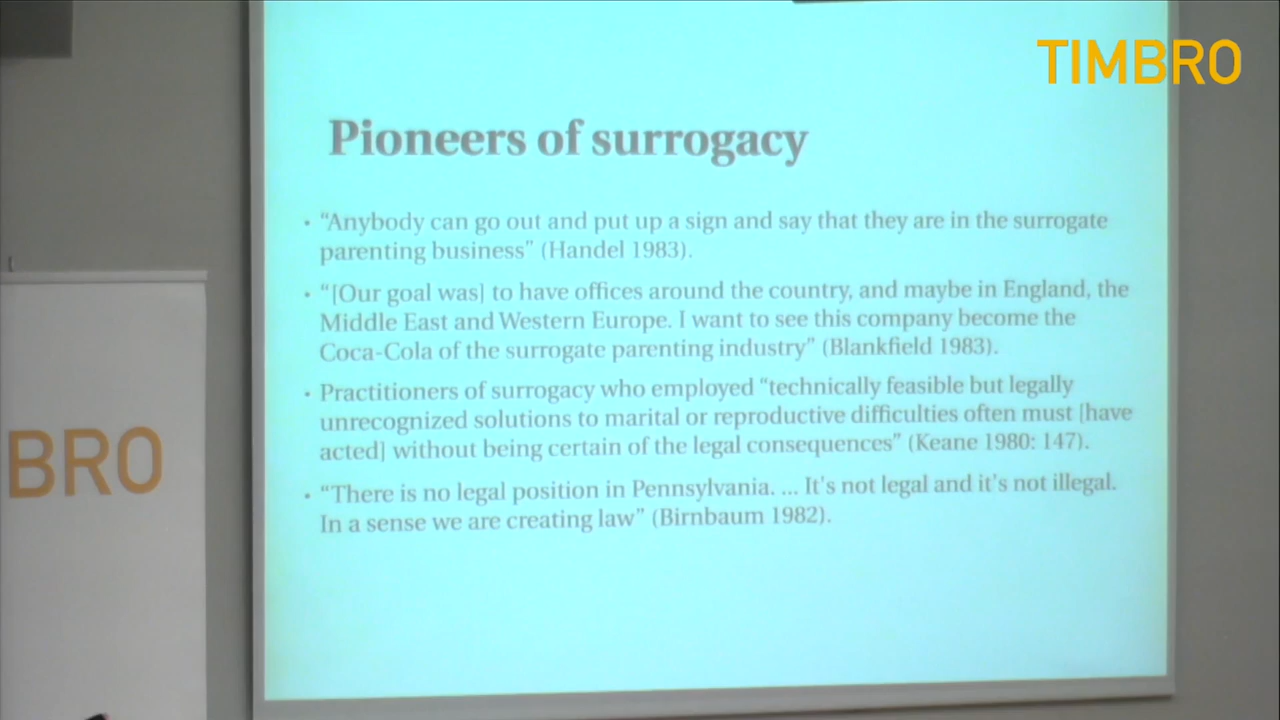 TIMBRO
Pioneers of surrogacy
• “Anybody can go out and put up a sign and say that they are in the surrogate
parenting business” (Handel 1983).
• “[Our goal was] to have offices around the country, and maybe in England, the
Middle East and Western Europe. I want to see this company become the
Coca-Cola of the surrogate parenting industry” (Blankfield 1983).
• Practitioners of surrogacy who employed “technically feasible but legally
unrecognized solutions to marital or reproductive difficulties often must [have
acted] without being certain of the legal consequences” (Keane 1980: 147).
• “There is no legal position in Pennsylvania. ... It's not legal and it's not illegal.
In a sense we are creating law” (Birnbaum 1982).
BRO